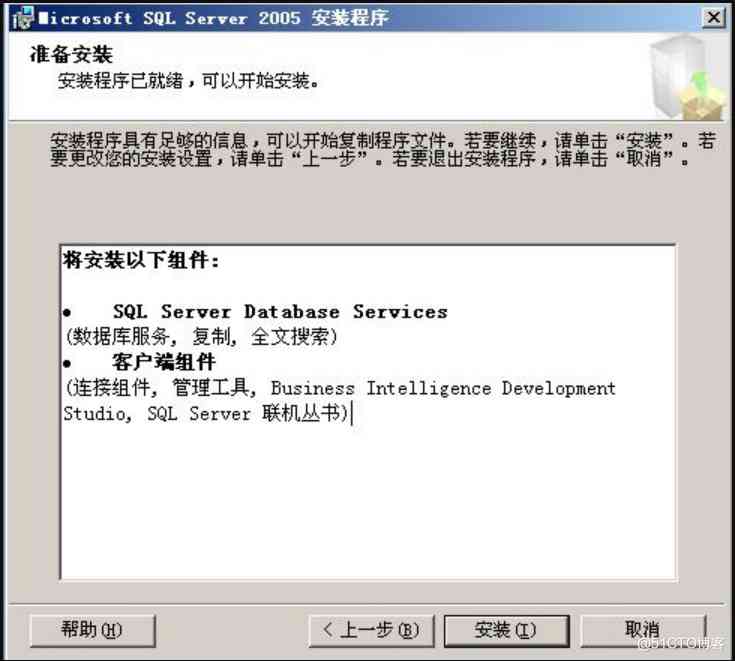 Microsoft SQL Server 2005 安装程序
准备安装
安装程序已就绪，可以开始安装。
安装程序具有足够的信息，可以开始复制程序文件。若要继续，请单击“安装”。若
要更改您的安装设置，请单击“上一步”。若要退出安装程序，请单击“取消”。
将安装以下组件:
• SQL Server Database Services
(数据库服务, 复制, 全文搜索)
• 客户端组件
(连接组件, 管理工具, Business Intelligence Development
Studio, SQL Server 联机丛书)
帮助(H)
< 上一步(B)
安装(I)
取消
@51CTO博客